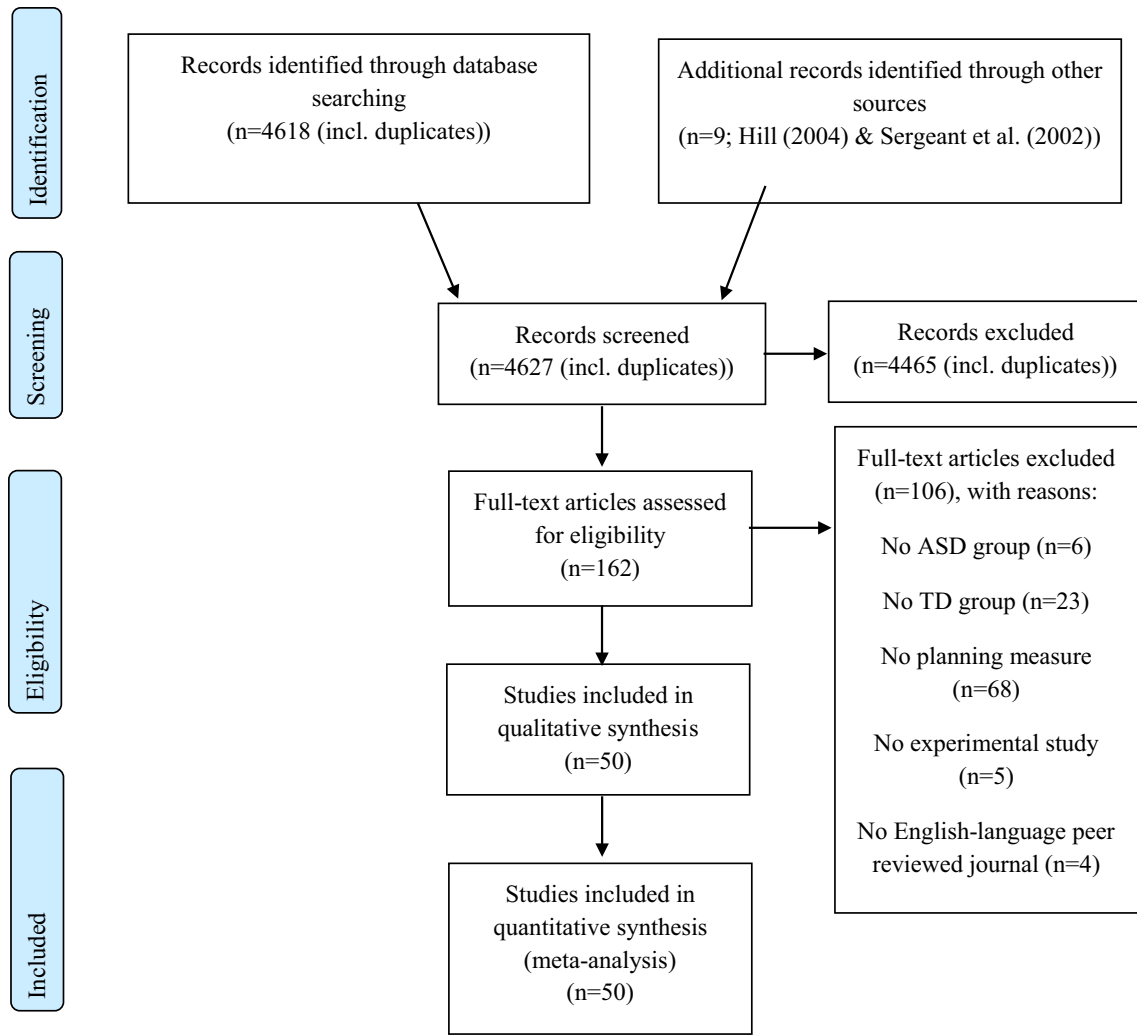 Identification
Records identified through database
searching
(n=4618 (incl. duplicates))
Additional records identified through other
sources
(n=9; Hill (2004) & Sergeant et al. (2002))
Screening
Records screened
(n=4627 (incl. duplicates))
Records excluded
(n=4465 (incl. duplicates))
Eligibility
Full-text articles assessed
for eligibility
(n=162)
Full-text articles excluded
(n=106), with reasons:
No ASD group (n=6)
No TD group (n=23)
No planning measure
(n=68)
No experimental study
(n=5)
No English-language peer
reviewed journal (n=4)
Studies included in
qualitative synthesis
(n=50)
Included
Studies included in
quantitative synthesis
(meta-analysis)
(n=50)